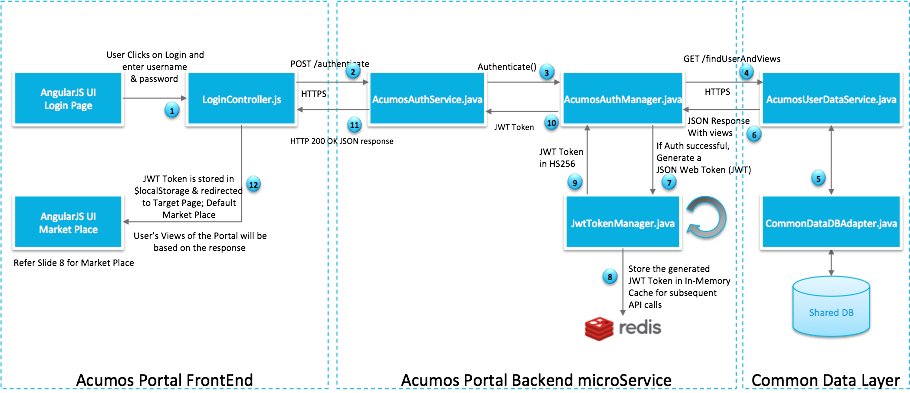 User Clicks on Login and
enter username
& password
POST /authenticate
2
Authenticate()
3
GET /findUserAndViews
4
AngularJS UI
Login Page
1
LoginController.js
HTTPS
AcumosAuthService.java
AcumosAuthManager.java
HTTPS
AcumosUserDataService.java
11
HTTP 200 OK JSON response
JWT Token
10
JSON Response
With views
6
If Auth successful,
Generate a
JSON Web Token (JWT)
7
JWT Token
in HS256
9
5
JWT Token is stored in
$localStorage & redirected
to Target Page; Default
Market Place
12
AngularJS UI
Market Place
User's Views of the Portal will be
based on the response
Refer Slide 8 for Market Place
JwtTokenManager.java
CommonDataDBAdapter.java
8
Store the generated
JWT Token in In-Memory
Cache for subsequent
API calls
redis
Shared DB
Acumos Portal FrontEnd
Acumos Portal Backend microService
Common Data Layer